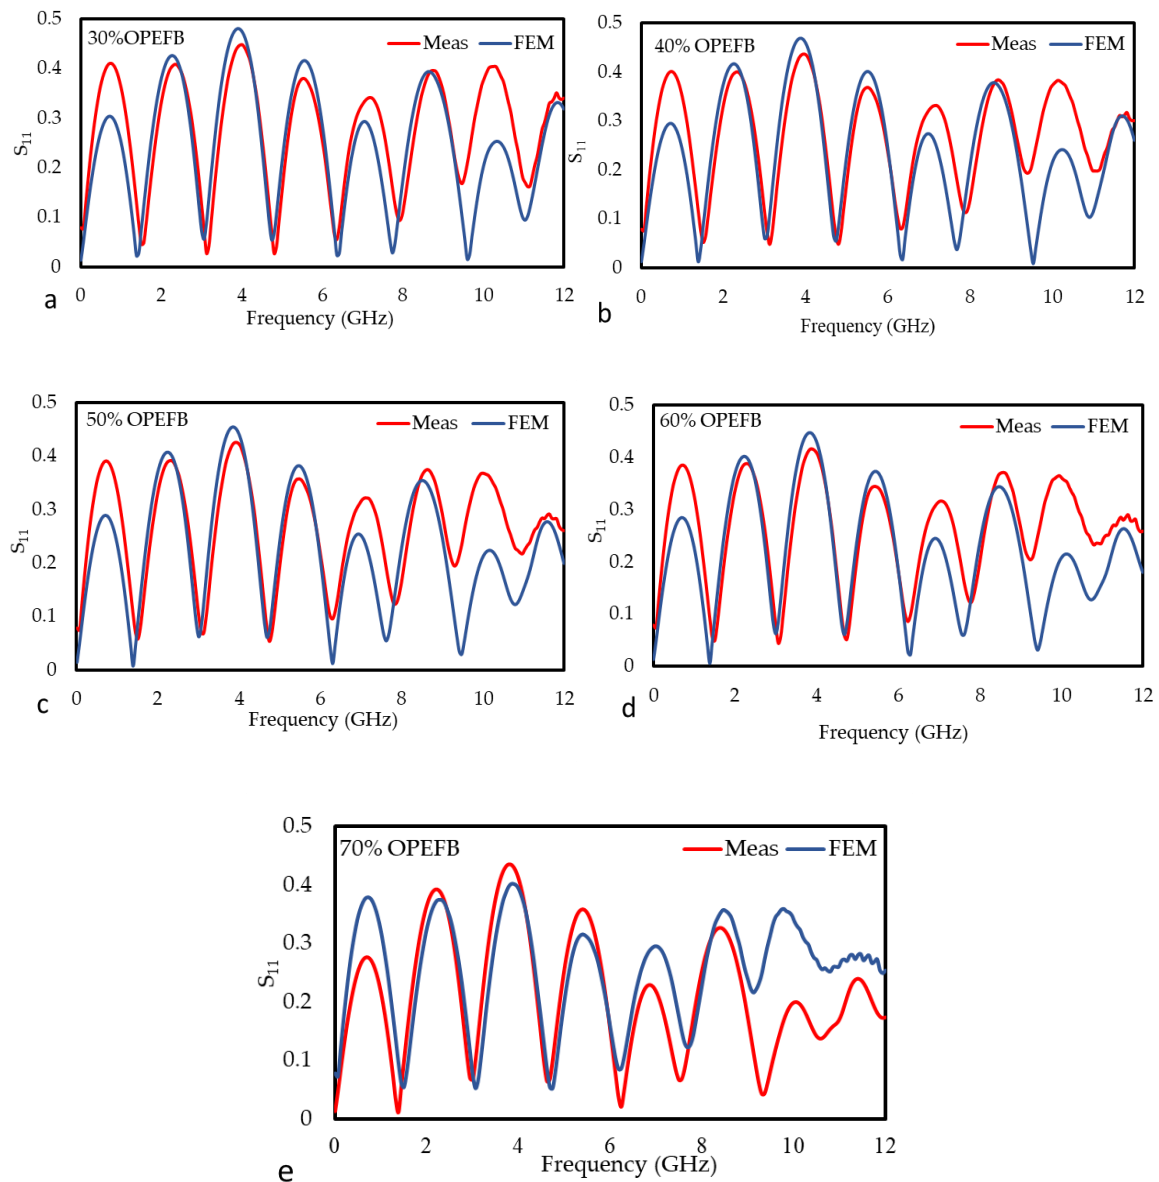 30%OPEFB
Meas FEM
0.5
0.4
0.3
0.2
0.1
0
S11
0 2 4 6 8 10 12
Frequency (GHz)
a
40% OPEFB
Meas FEM
0.5
0.4
0.3
0.2
0.1
0
S11
0 2 4 6 8 10 12
Frequency (GHz)
b
50% OPEFB
Meas FEM
0.5
0.4
0.3
0.2
0.1
0
S11
0 2 4 6 8 10 12
Frequency (GHz)
c
60% OPEFB
Meas FEM
0.5
0.4
0.3
0.2
0.1
0
S11
0 2 4 6 8 10 12
Frequency (GHz)
d
70% OPEFB
Meas FEM
0.5
0.4
0.3
0.2
0.1
0
S11
0 2 4 6 8 10 12
Frequency (GHz)
e